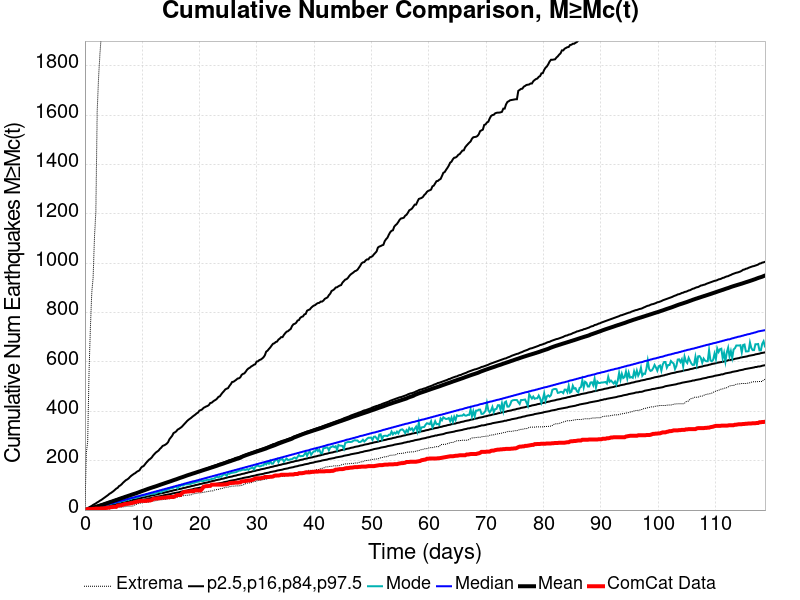 Cumulative Number Comparison, M≥Mc(t)
Cumulative Num Earthquakes M≥Mc(t)
1800
1600
1400
1200
1000
800
600
400
200
0
0 10 20 30 40 50 60 70 80 90 100 110
Time (days)
Extrema p2.5,p16,p84,p97.5 Mode Median Mean ComCat Data